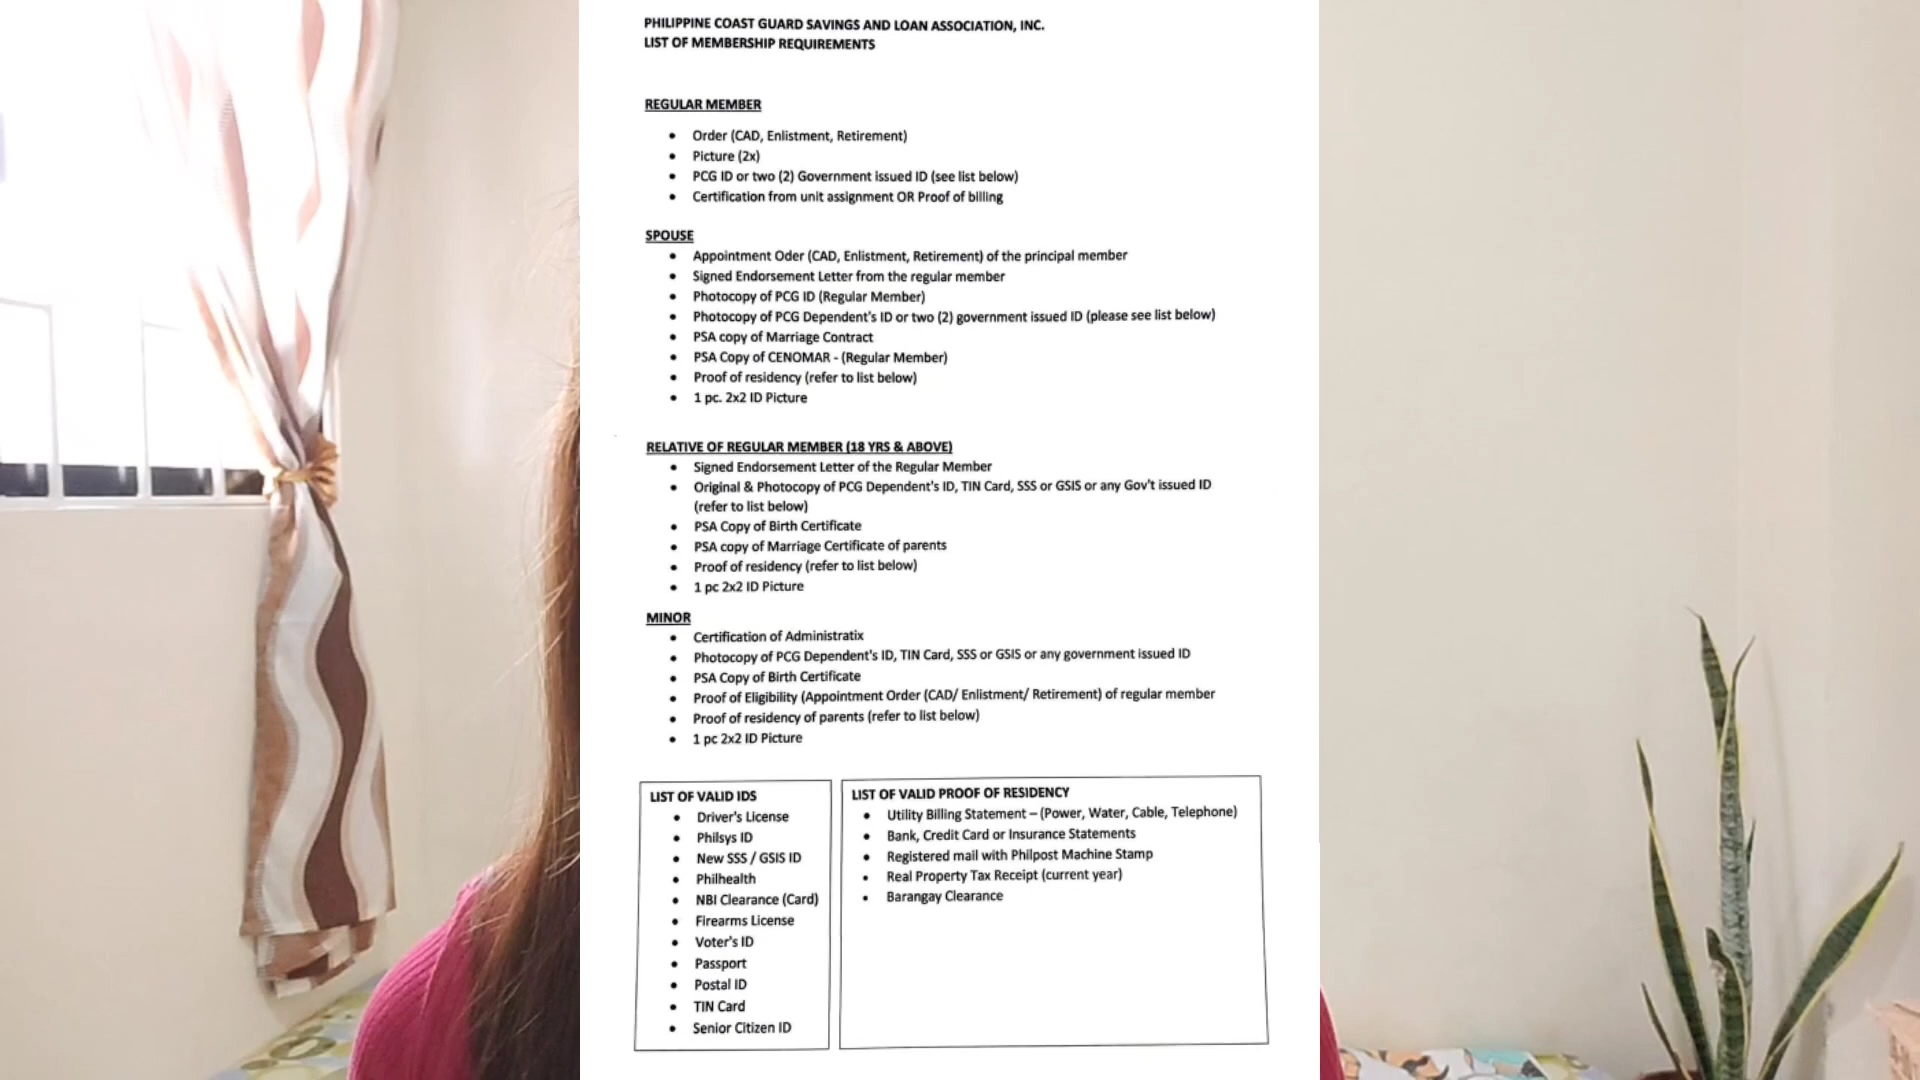 PHILIPPINE COAST GUARD SAVINGS AND LOAN ASSOCIATION, INC.
LIST OF MEMBERSHIP REQUIREMENTS
REGULAR MEMBER
• Order (CAD, Enlistment, Retirement)
• Picture (2x)
• PCG ID or two (2) Government issued ID (see list below)
• Certification from unit assignment OR Proof of billing
SPOUSE
• Appointment Oder (CAD, Enlistment, Retirement) of the principal member
• Signed Endorsement Letter from the regular member
• Photocopy of PCG ID (Regular Member)
• Photocopy of PCG Dependent's ID or two (2) government issued ID (please see list below)
• PSA copy of Marriage Contract
• PSA Copy of CENOMAR - (Regular Member)
• Proof of residency (refer to list below)
• 1 pc. 2x2 ID Picture
RELATIVE OF REGULAR MEMBER (18 YRS & ABOVE)
• Signed Endorsement Letter of the Regular Member
• Original & Photocopy of PCG Dependent's ID, TIN Card, SSS or GSIS or any Gov't issued ID
(refer to list below)
• PSA Copy of Birth Certificate
• PSA copy of Marriage Certificate of parents
• Proof of residency (refer to list below)
• 1 pc 2x2 ID Picture
MINOR
• Certification of Administratix
• Photocopy of PCG Dependent's ID, TIN Card, SSS or GSIS or any government issued ID
• PSA Copy of Birth Certificate
• Proof of Eligibility (Appointment Order (CAD/ Enlistment/ Retirement) of regular member
• Proof of residency of parents (refer to list below)
• 1 pc 2x2 ID Picture
LIST OF VALID IDS
• Driver's License
• Philsys ID
• New SSS / GSIS ID
• Philhealth
• NBI Clearance (Card)
• Firearms License
• Voter's ID
• Passport
• Postal ID
• TIN Card
• Senior Citizen ID
LIST OF VALID PROOF OF RESIDENCY
• Utility Billing Statement – (Power, Water, Cable, Telephone)
• Bank, Credit Card or Insurance Statements
• Registered mail with Philpost Machine Stamp
• Real Property Tax Receipt (current year)
• Barangay Clearance